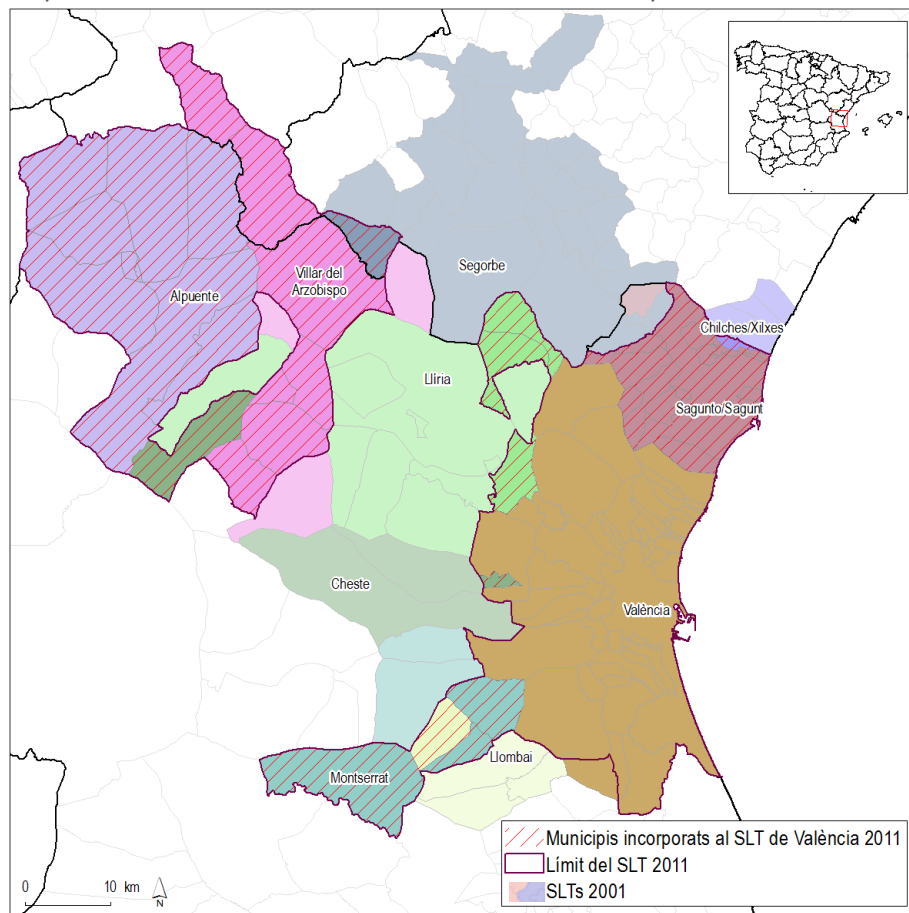 Segorbe
Villar del
Arzobispo
Alpuente
Chilches/Xilxes
Llíria
Sagunto/Sagunt
Cheste
València
Llombai
Montserrat
Municipis incorporats al SLT de València 2011
Límit del SLT 2011
SLTs 2001
0 10 km
N